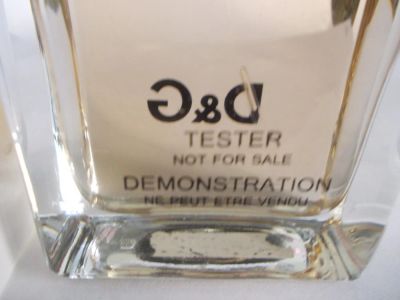 D&G
TESTER
NOT FOR SALE
DEMONSTRATION
NE PEUT ETRE VENDU